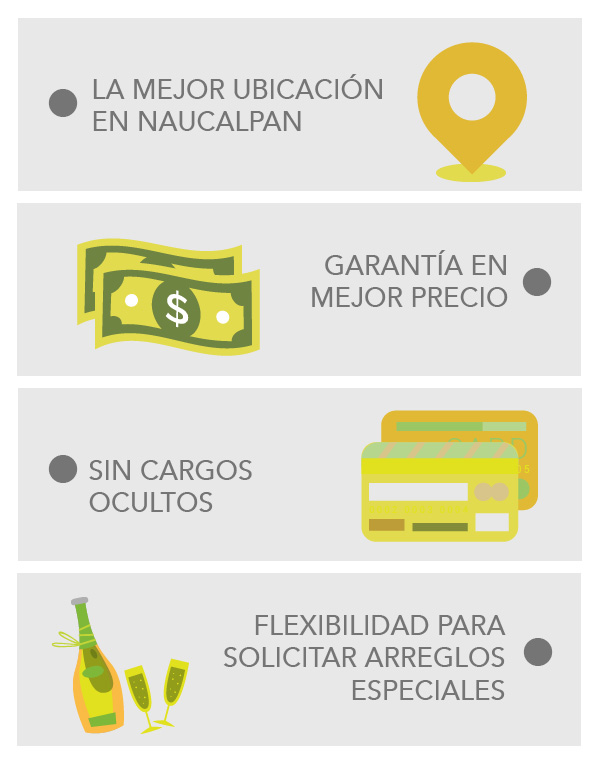 LA MEJOR UBICACIÓN
EN NAUCALPAN
$
GARANTÍA EN
MEJOR PRECIO
SIN CARGOS
OCULTOS
FLEXIBILIDAD PARA
SOLICITAR ARREGLOS
ESPECIALES